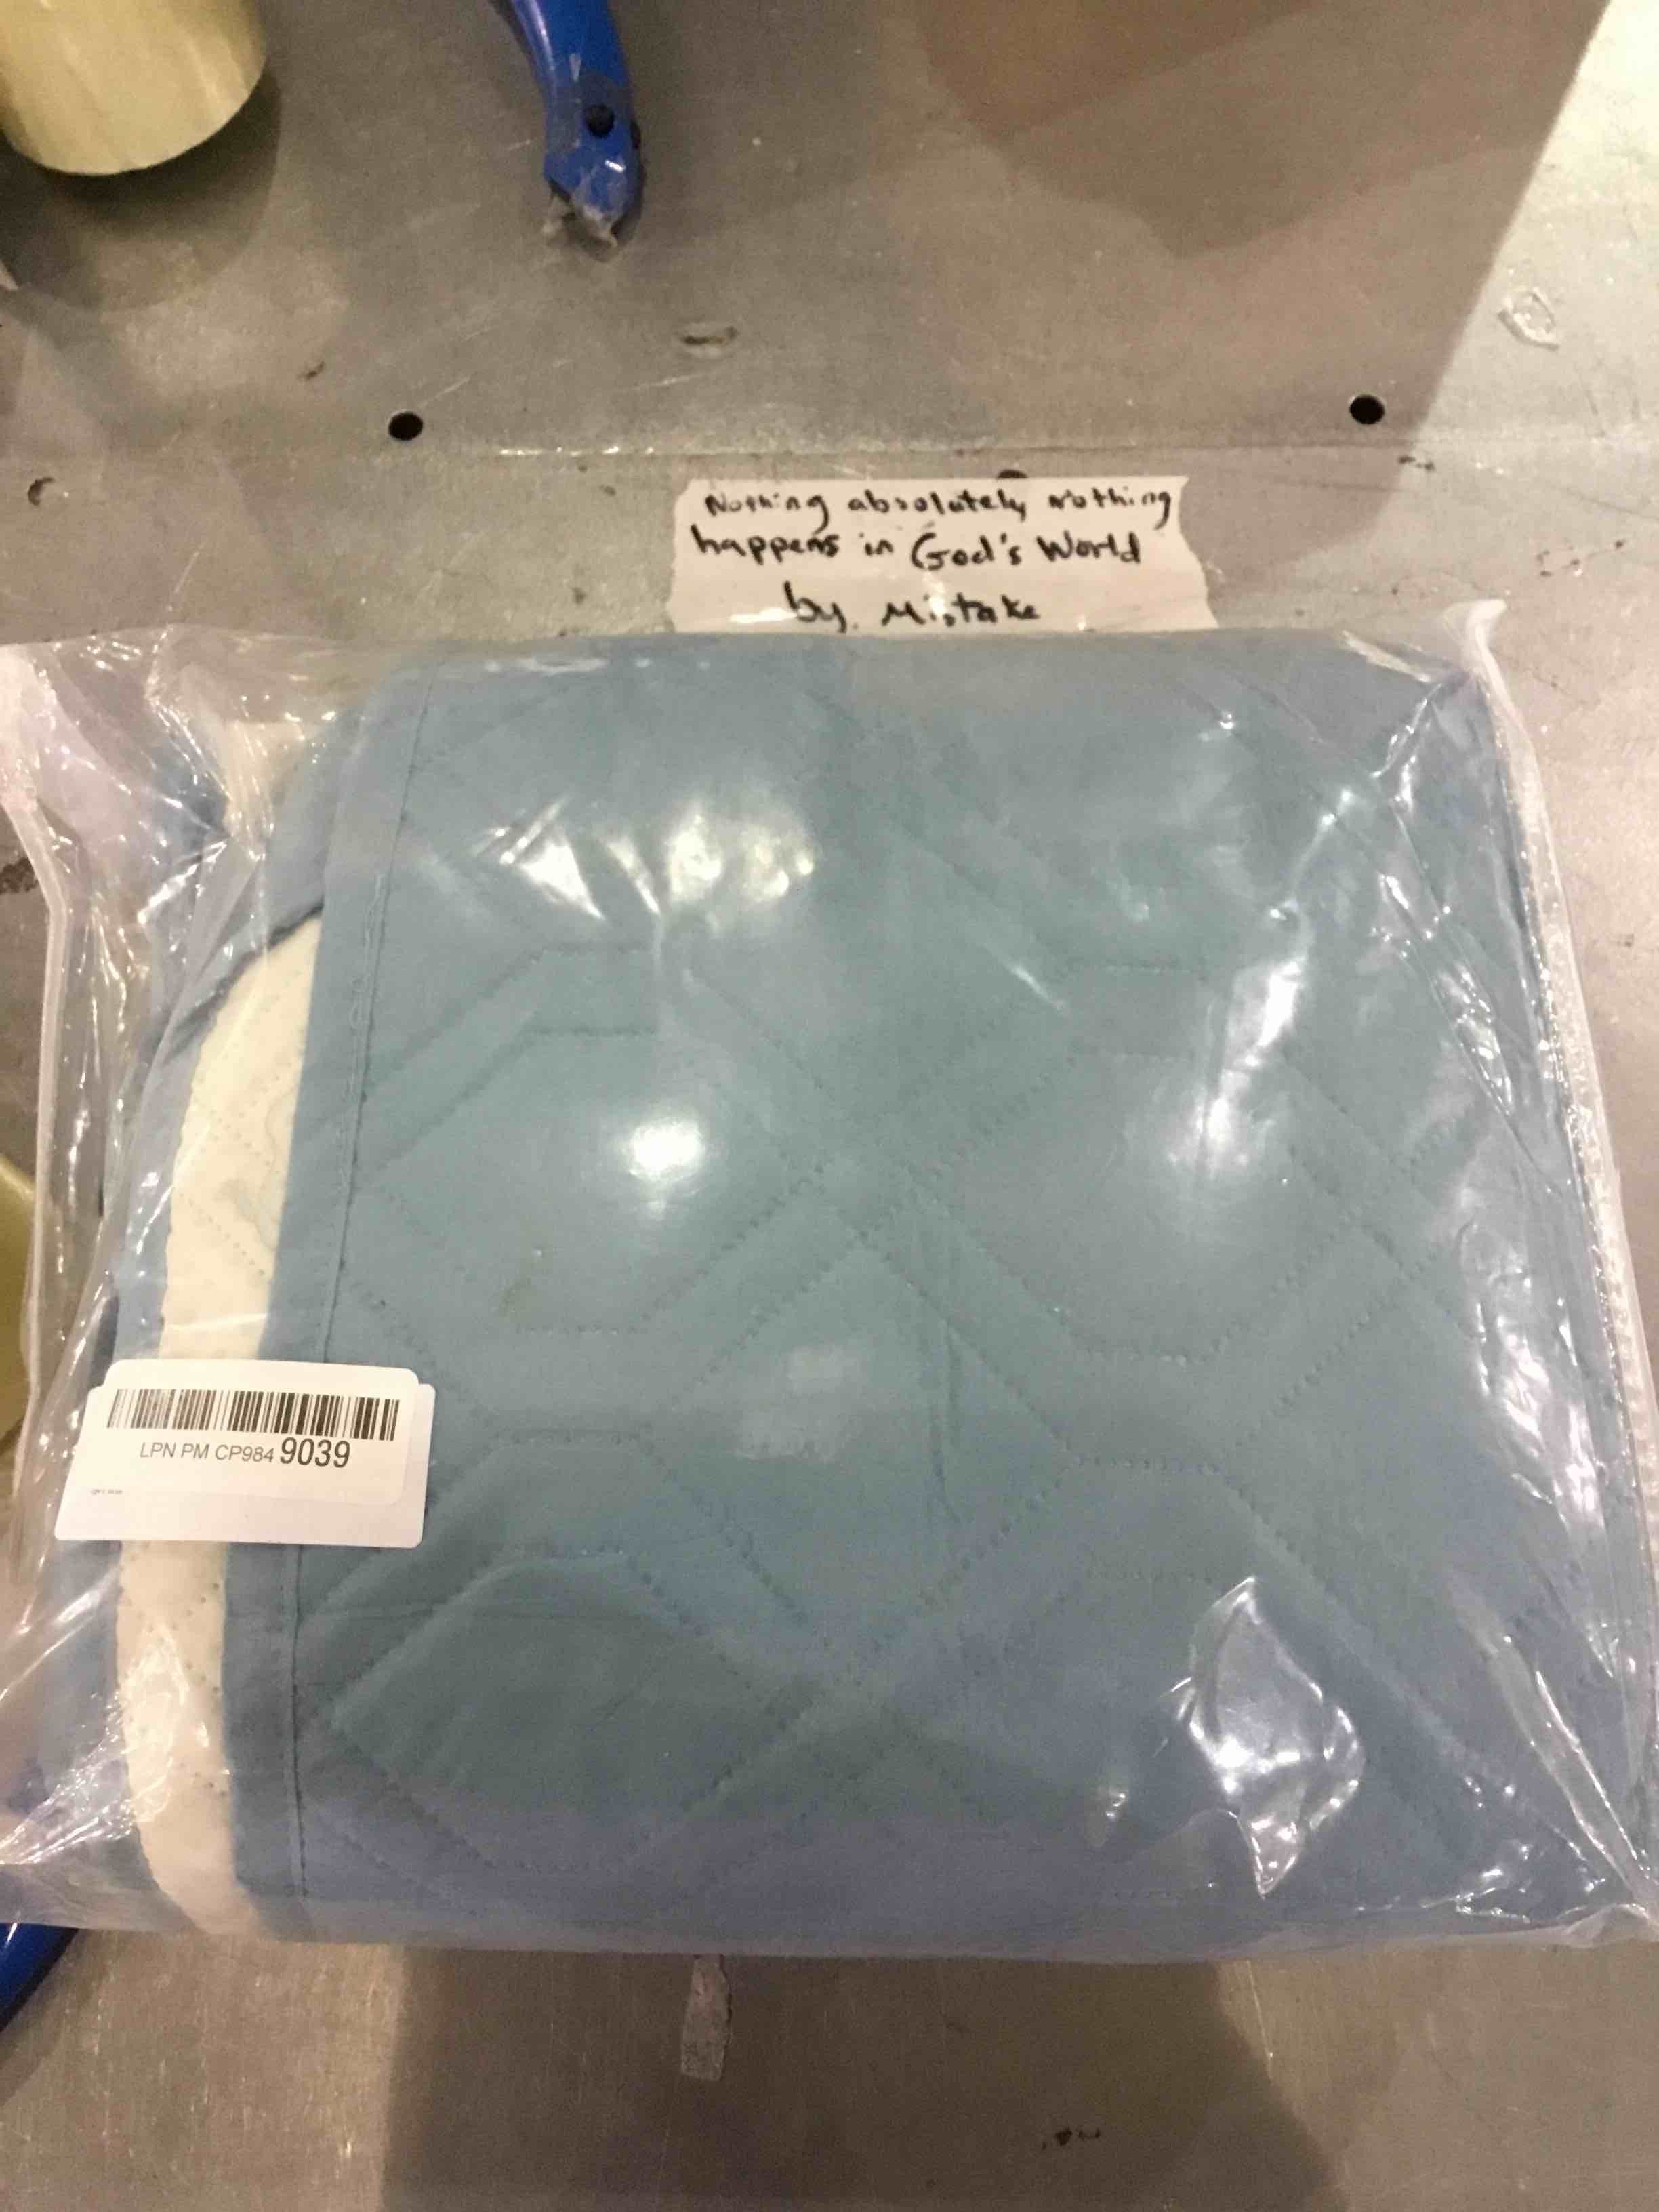 Nothing absolutely nothing
happens in God's World
by. Mistake
LPN PM CP984 9039